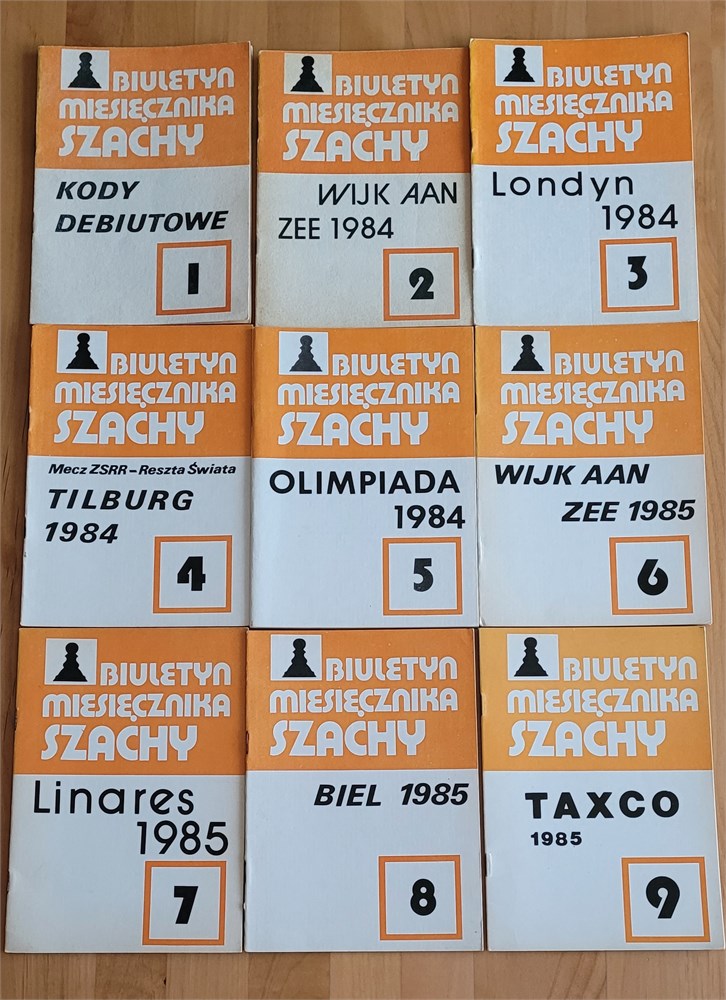 BIULETYN
MIESIĘCZNIKA
SZACHY
KODY
DEBIUTOWE
1
BIULETYN
MIESIĘCZNIKA
SZACHY
WIJK AAN
ZEE 1984
2
BIULETYN
MIESIĘCZNIKA
SZACHY
Londyn
1984
3
BIULETYN
MIESIĘCZNIKA
SZACHY
Mecz ZSRR-Reszta Świata
TILBURG
1984
4
BIULETYN
MIESIĘCZNIKA
SZACHY
OLIMPIADA
1984
5
BIULETYN
MIESIĘCZNIKA
SZACHY
WIJK AAN
ZEE 1985
6
BIULETYN
MIESIĘCZNIKA
SZACHY
Linares
1985
7
BIULETYN
MIESIĘCZNIKA
SZACHY
BIEL 1985
8
BIULETYN
MIESIĘCZNIKA
SZACHY
TAXCO
1985
9